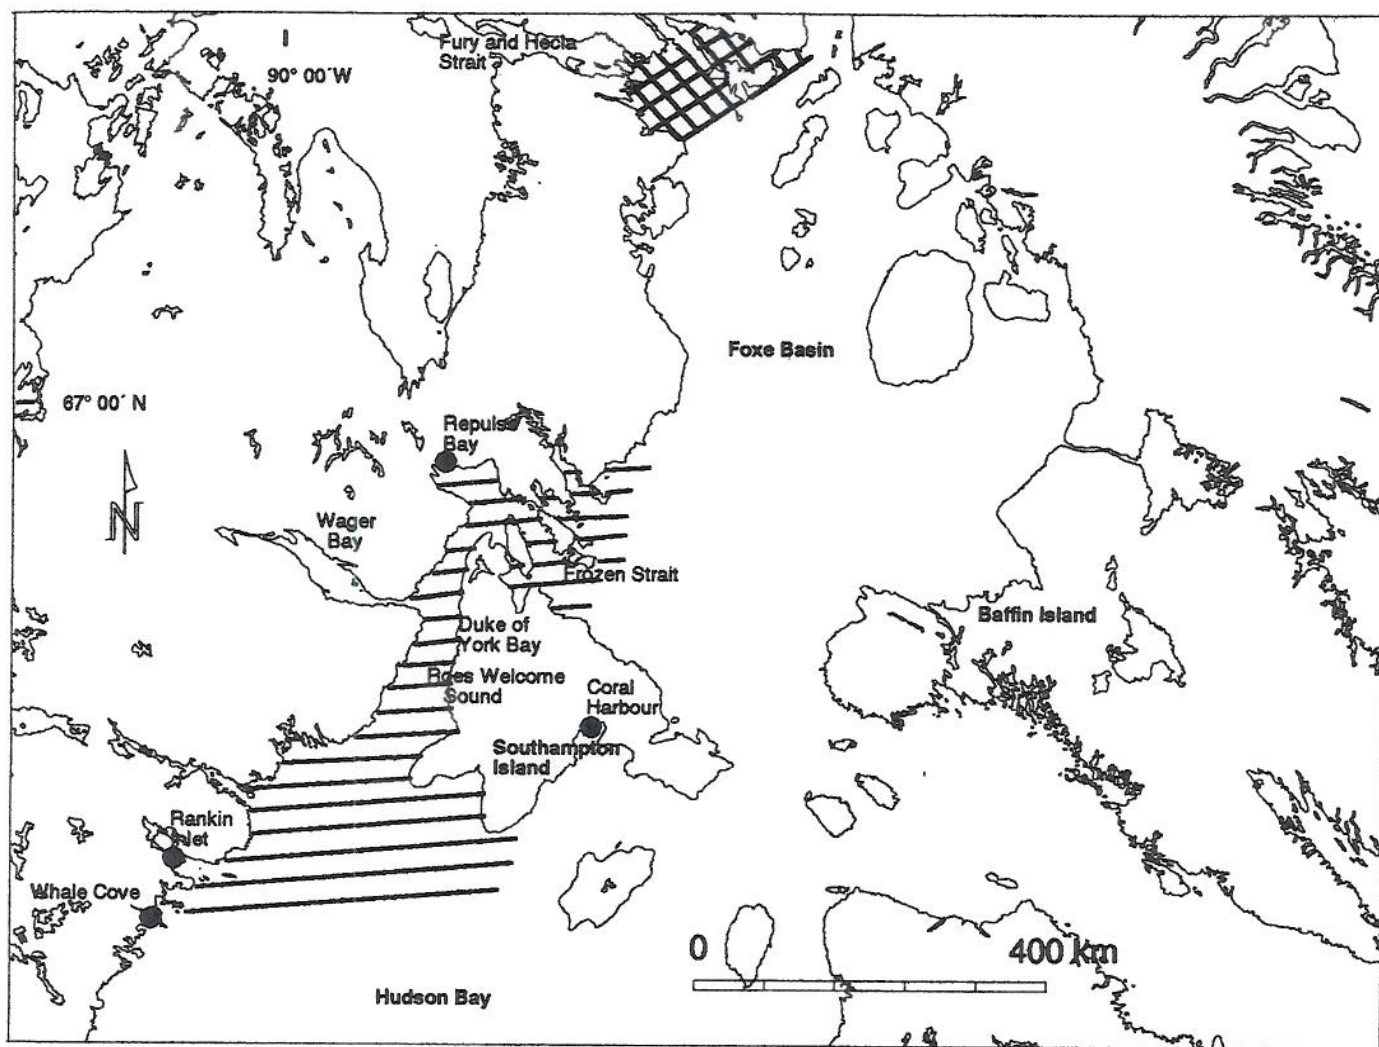 Fury and Hecla
Strait
90° 00´ W
Foxe Basin
67° 00´ N
Repulse
Bay
N
Wager
Bay
Frozen Strait
Duke of
York Bay
Baffin Island
Roes Welcome
Sound
Coral
Harbour
Southampton
Island
Rankin
Inlet
Whale Cove
0 400 km
Hudson Bay